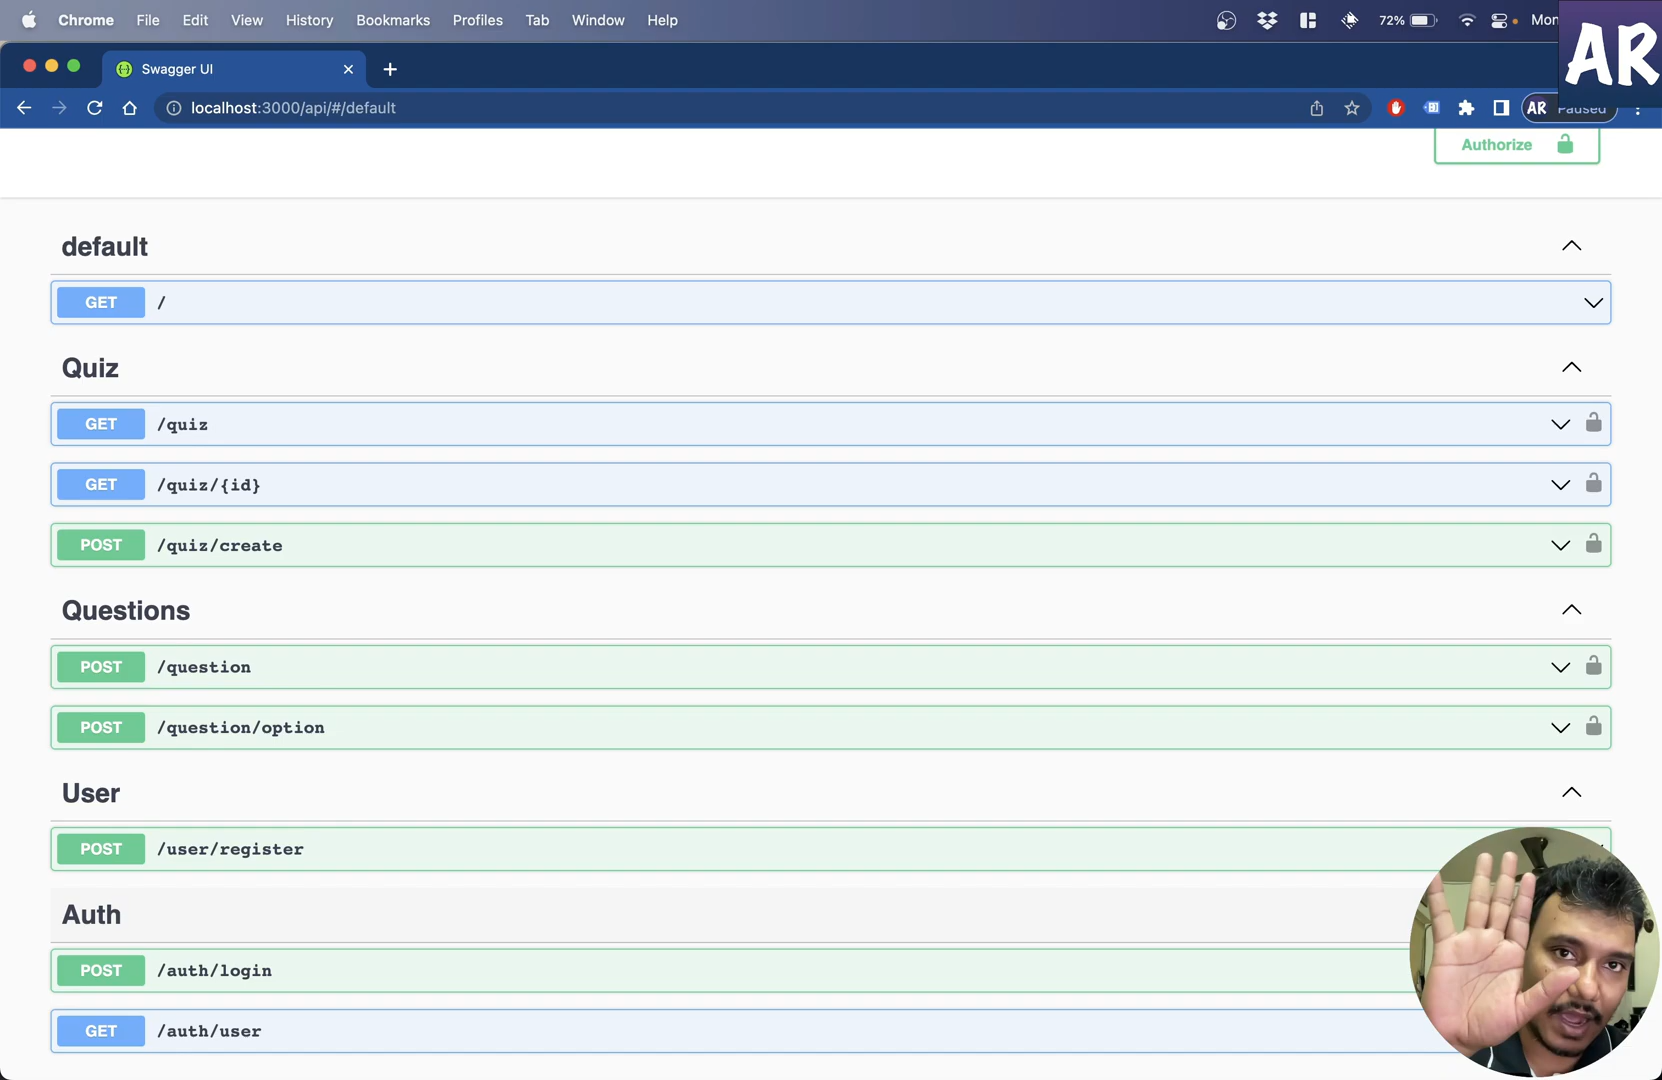 Chrome File Edit View History Bookmarks Profiles Tab Window Help 72% Mon
AR
Swagger UI
localhost:3000/api/#/default
AR Paused
Authorize
default
GET /
Quiz
GET /quiz
GET /quiz/{id}
POST /quiz/create
Questions
POST /question
POST /question/option
User
POST /user/register
Auth
POST /auth/login
GET /auth/user